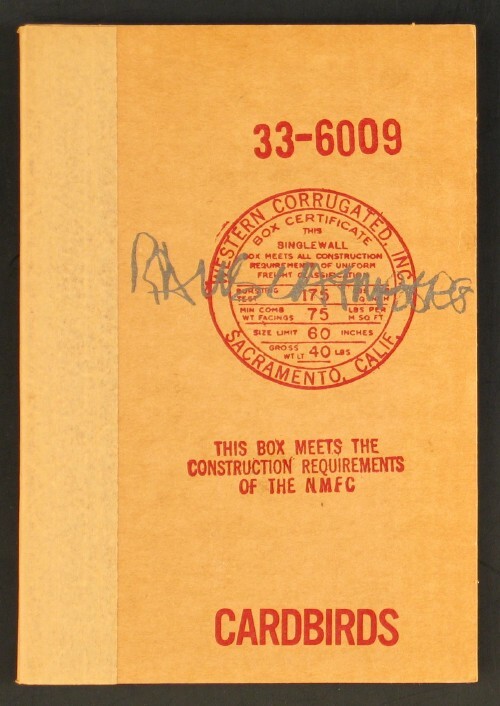 33-6009
WESTERN CORRUGATED, INC.
BOX CERTIFICATE
THIS
SINGLEWALL
BOX MEETS ALL CONSTRUCTION
REQUIREMENTS OF UNIFORM
FREIGHT CLASSIFICATION
BURSTING TEST 175
MIN COMB WT FACINGS 75 LBS PER M SQ FT
SIZE LIMIT 60 INCHES
GROSS WT LT 40 LBS
SACRAMENTO, CALIF.
THIS BOX MEETS THE
CONSTRUCTION REQUIREMENTS
OF THE NMFC
CARDBIRDS